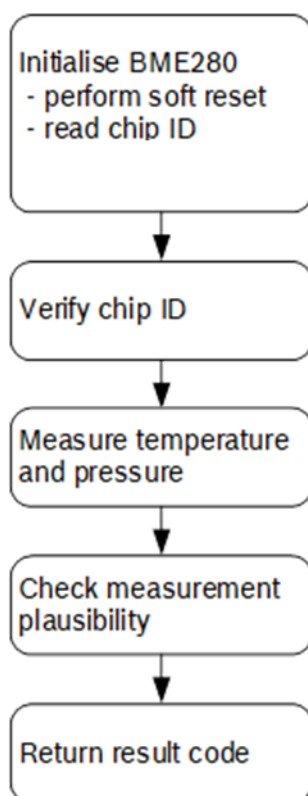 Initialise BME280
- perform soft reset
- read chip ID
Verify chip ID
Measure temperature
and pressure
Check measurement
plausibility
Return result code